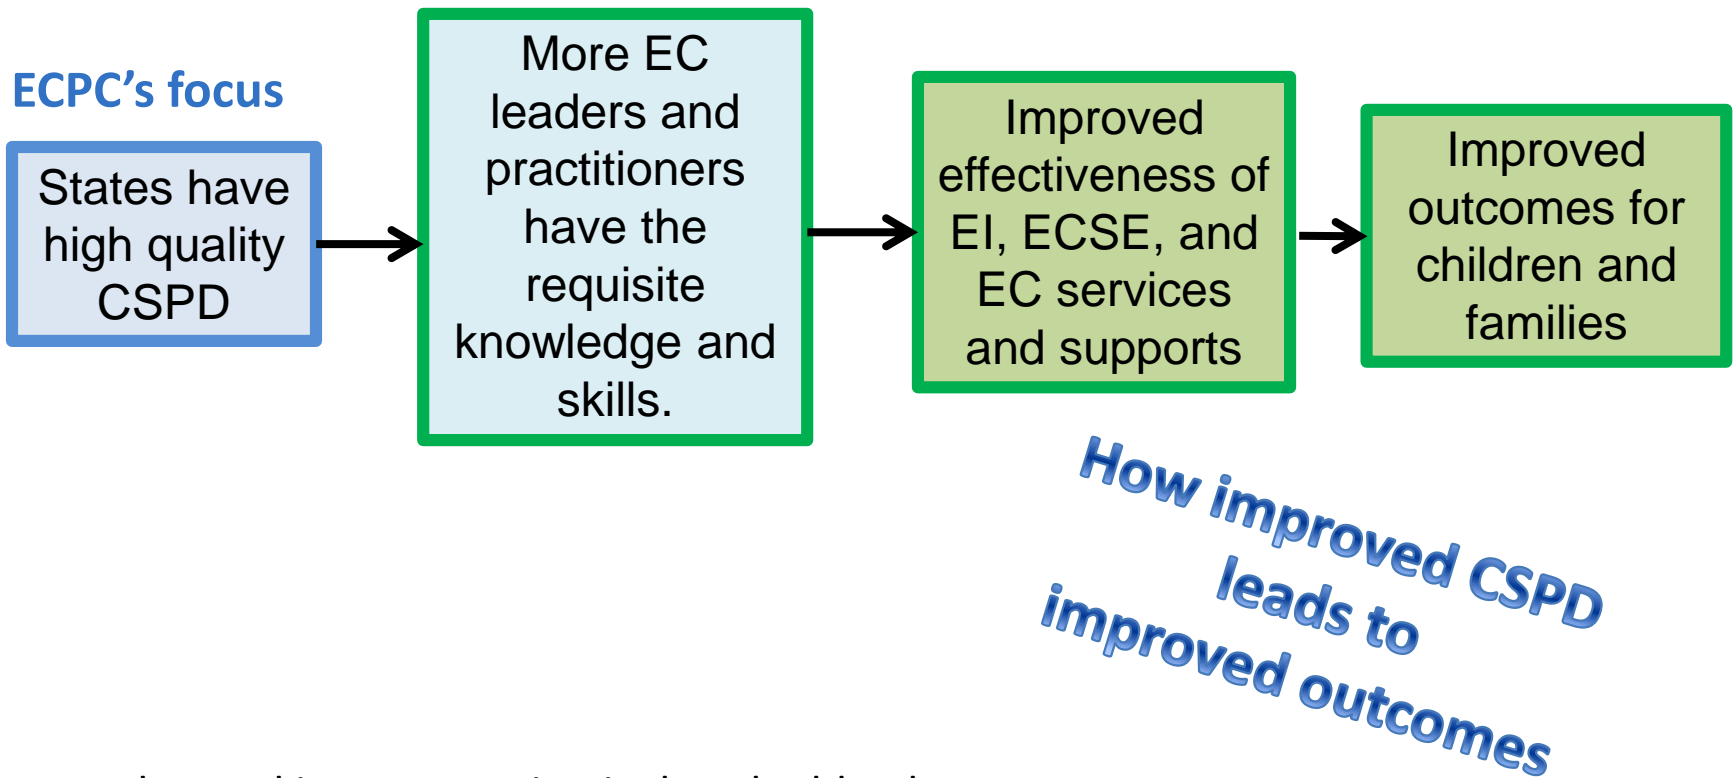 ECPC's focus
States have
high quality
CSPD
More EC
leaders and
practitioners
have the
requisite
knowledge and
skills.
Improved
effectiveness of
EI, ECSE, and
EC services
and supports
Improved
outcomes for
children and
families
How improved CSPD
leads to
improved outcomes